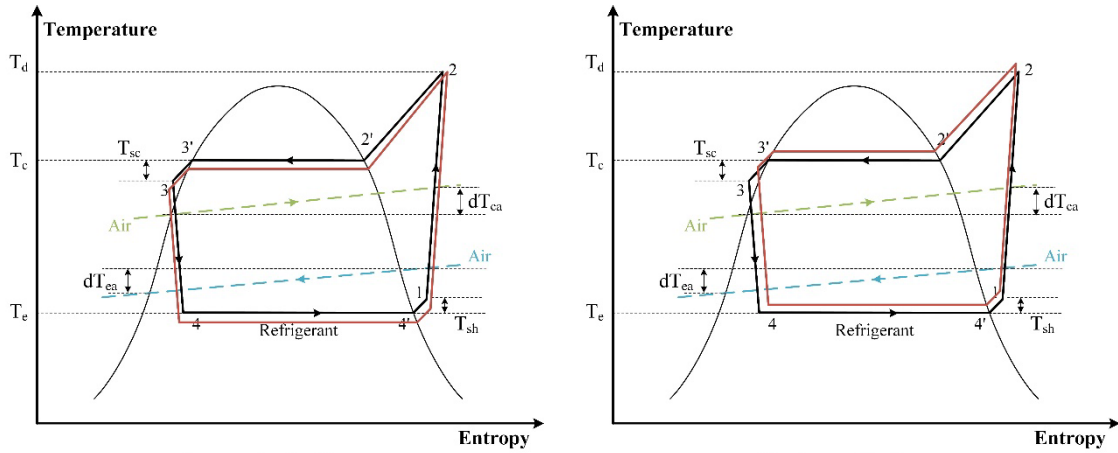 Temperature
T_d
2
3'
2'
T_c
T_sc
3
dT_ca
Air
Air
dT_ea
1
T_e
4
Refrigerant
4'
T_sh
Entropy
Temperature
T_d
2
3'
2'
T_c
T_sc
3
dT_ca
Air
Air
dT_ea
1
T_e
4
Refrigerant
4'
T_sh
Entropy